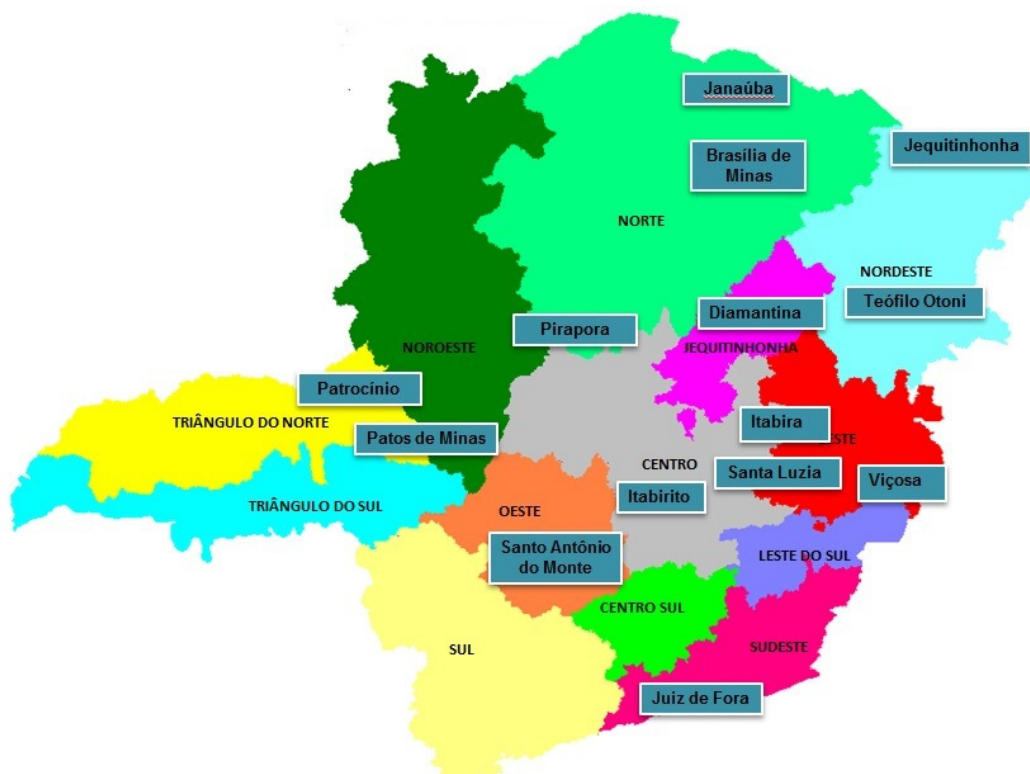 Janaúba
Jequitinhonha
Brasília de
Minas
NORTE
NORDESTE
Teófilo Otoni
Diamantina
Pirapora
JEQUITINHONHA
NOROESTE
Patrocínio
TRIÂNGULO DO NORTE
Itabira
Patos de Minas
CENTRO
Santa Luzia
Viçosa
Itabirito
TRIÂNGULO DO SUL
OESTE
Santo Antônio
do Monte
LESTE DO SUL
CENTRO SUL
SUL
SUDESTE
Juiz de Fora